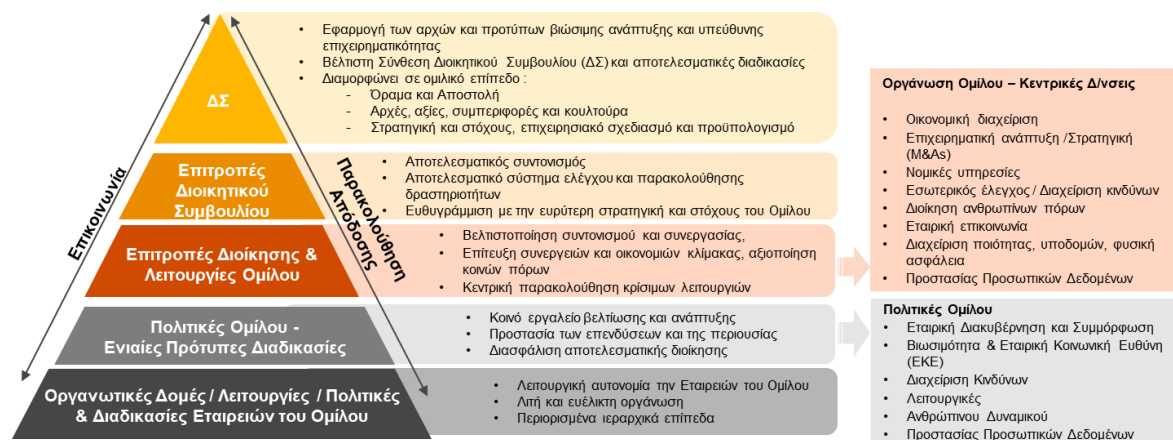 ΔΣ
• Εφαρμογή των αρχών και προτύπων βιώσιμης ανάπτυξης και υπεύθυνης
επιχειρηματικότητας
• Βέλτιστη Σύνθεση Διοικητικού Συμβουλίου (ΔΣ) και αποτελεσματικές διαδικασίες
• Διαμορφώνει σε ομιλικό επίπεδο :
- Όραμα και Αποστολή
- Αρχές, αξίες, συμπεριφορές και κουλτούρα
- Στρατηγική και στόχους, επιχειρησιακό σχεδιασμό και προϋπολογισμό
Επικοινωνία
Παρακολούθηση
Απόδοσης
Επιτροπές
Διοικητικού
Συμβουλίου
• Αποτελεσματικός συντονισμός
• Αποτελεσματικό σύστημα ελέγχου και παρακολούθησης
δραστηριοτήτων
• Ευθυγράμμιση με την ευρύτερη στρατηγική και στόχους του Ομίλου
Επιτροπές Διοίκησης &
Λειτουργίες Ομίλου
• Βελτιστοποίηση συντονισμού και συνεργασίας,
• Επίτευξη συνεργειών και οικονομιών κλίμακας, αξιοποίηση
κοινών πόρων
• Κεντρική παρακολούθηση κρίσιμων λειτουργιών
Πολιτικές Ομίλου -
Ενιαίες Πρότυπες Διαδικασίες
• Κοινό εργαλείο βελτίωσης και ανάπτυξης
• Προστασία των επενδύσεων και της περιουσίας
• Διασφάλιση αποτελεσματικής διοίκησης
Οργανωτικές Δομές / Λειτουργίες / Πολιτικές
& Διαδικασίες Εταιρειών του Ομίλου
• Λειτουργική αυτονομία την Εταιρειών του Ομίλου
• Λιτή και ευέλικτη οργάνωση
• Περιορισμένα ιεραρχικά επίπεδα
Οργάνωση Ομίλου – Κεντρικές Δ/νσεις
• Οικονομική διαχείριση
• Επιχειρηματική ανάπτυξη /Στρατηγική
(M&As)
• Νομικές υπηρεσίες
• Εσωτερικός έλεγχος / Διαχείριση κινδύνων
• Διοίκηση ανθρωπίνων πόρων
• Εταιρική επικοινωνία
• Διαχείριση ποιότητας, υποδομών, φυσική
ασφάλεια
• Προστασίας Προσωπικών Δεδομένων
Πολιτικές Ομίλου
• Εταιρική Διακυβέρνηση και Συμμόρφωση
• Βιωσιμότητα & Εταιρική Κοινωνική Ευθύνη
(ΕΚΕ)
• Διαχείριση Κινδύνων
• Λειτουργικές
• Ανθρώπινου Δυναμικού
• Προστασίας Προσωπικών Δεδομένων